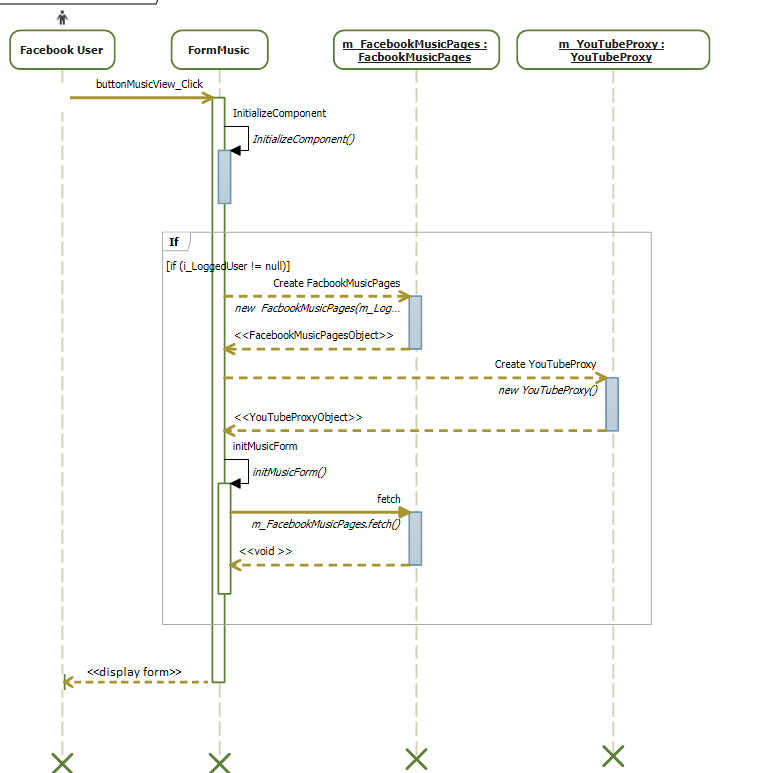 Facebook User
FormMusic
m_FacebookMusicPages :
FacbookMusicPages
m_YouTubeProxy :
YouTubeProxy
buttonMusicView_Click
InitializeComponent
InitializeComponent()
If
[if (i_LoggedUser != null)]
Create FacbookMusicPages
new FacbookMusicPages(m_Log...
<<FacebookMusicPagesObject>>
Create YouTubeProxy
new YouTubeProxy()
<<YouTubeProxyObject>>
initMusicForm
initMusicForm()
fetch
m_FacebookMusicPages.fetch()
<<void >>
<<display form>>